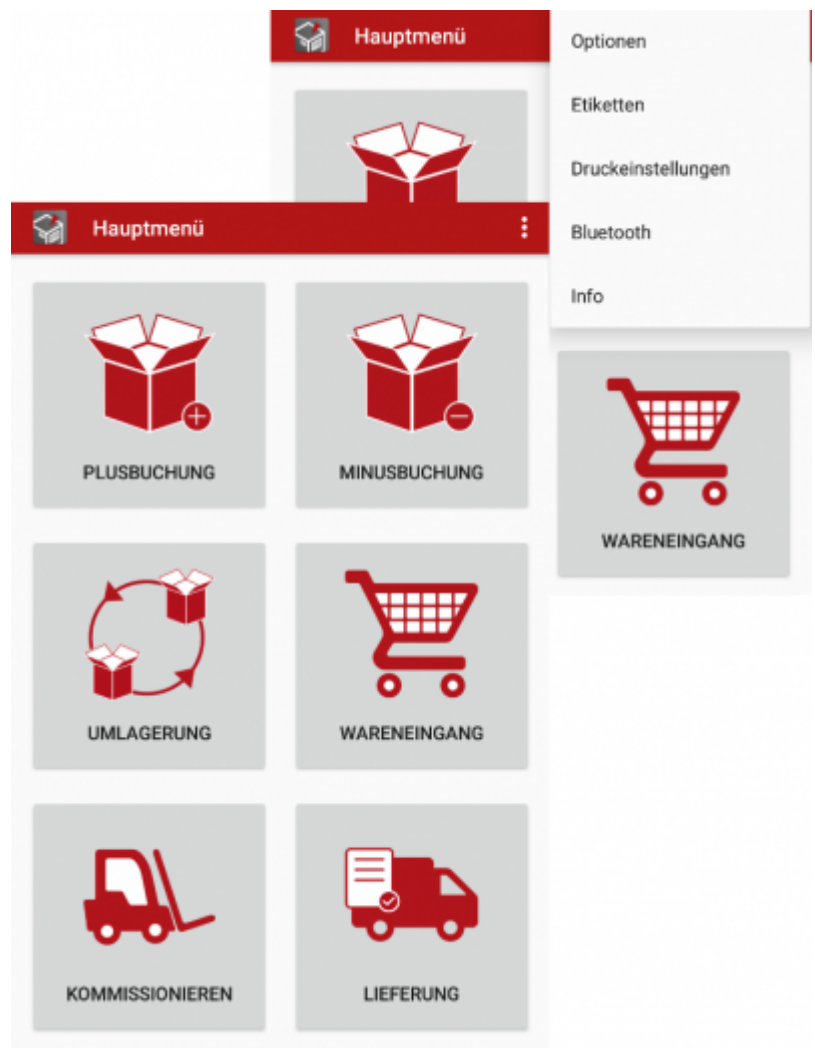 Hauptmenü
Optionen
Etiketten
Druckeinstellungen
Bluetooth
Info
WARENEINGANG
Hauptmenü
PLUSBUCHUNG
MINUSBUCHUNG
UMLAGERUNG
WARENEINGANG
KOMMISSIONIEREN
LIEFERUNG